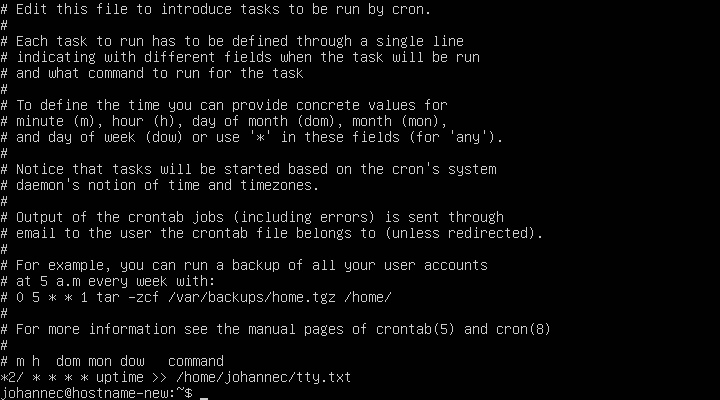 # Edit this file to introduce tasks to be run by cron.
#
# Each task to run has to be defined through a single line
# indicating with different fields when the task will be run
# and what command to run for the task
#
# To define the time you can provide concrete values for
# minute (m), hour (h), day of month (dom), month (mon),
# and day of week (dow) or use '*' in these fields (for 'any').
#
# Notice that tasks will be started based on the cron's system
# daemon's notion of time and timezones.
#
# Output of the crontab jobs (including errors) is sent through
# email to the user the crontab file belongs to (unless redirected).
#
# For example, you can run a backup of all your user accounts
# at 5 a.m every week with:
# 0 5 * * 1 tar -zcf /var/backups/home.tgz /home/
#
# For more information see the manual pages of crontab(5) and cron(8)
#
# m h  dom mon dow   command
*2/ * * * * uptime >> /home/johannec/tty.txt
johannec@hostname-new:~$ _